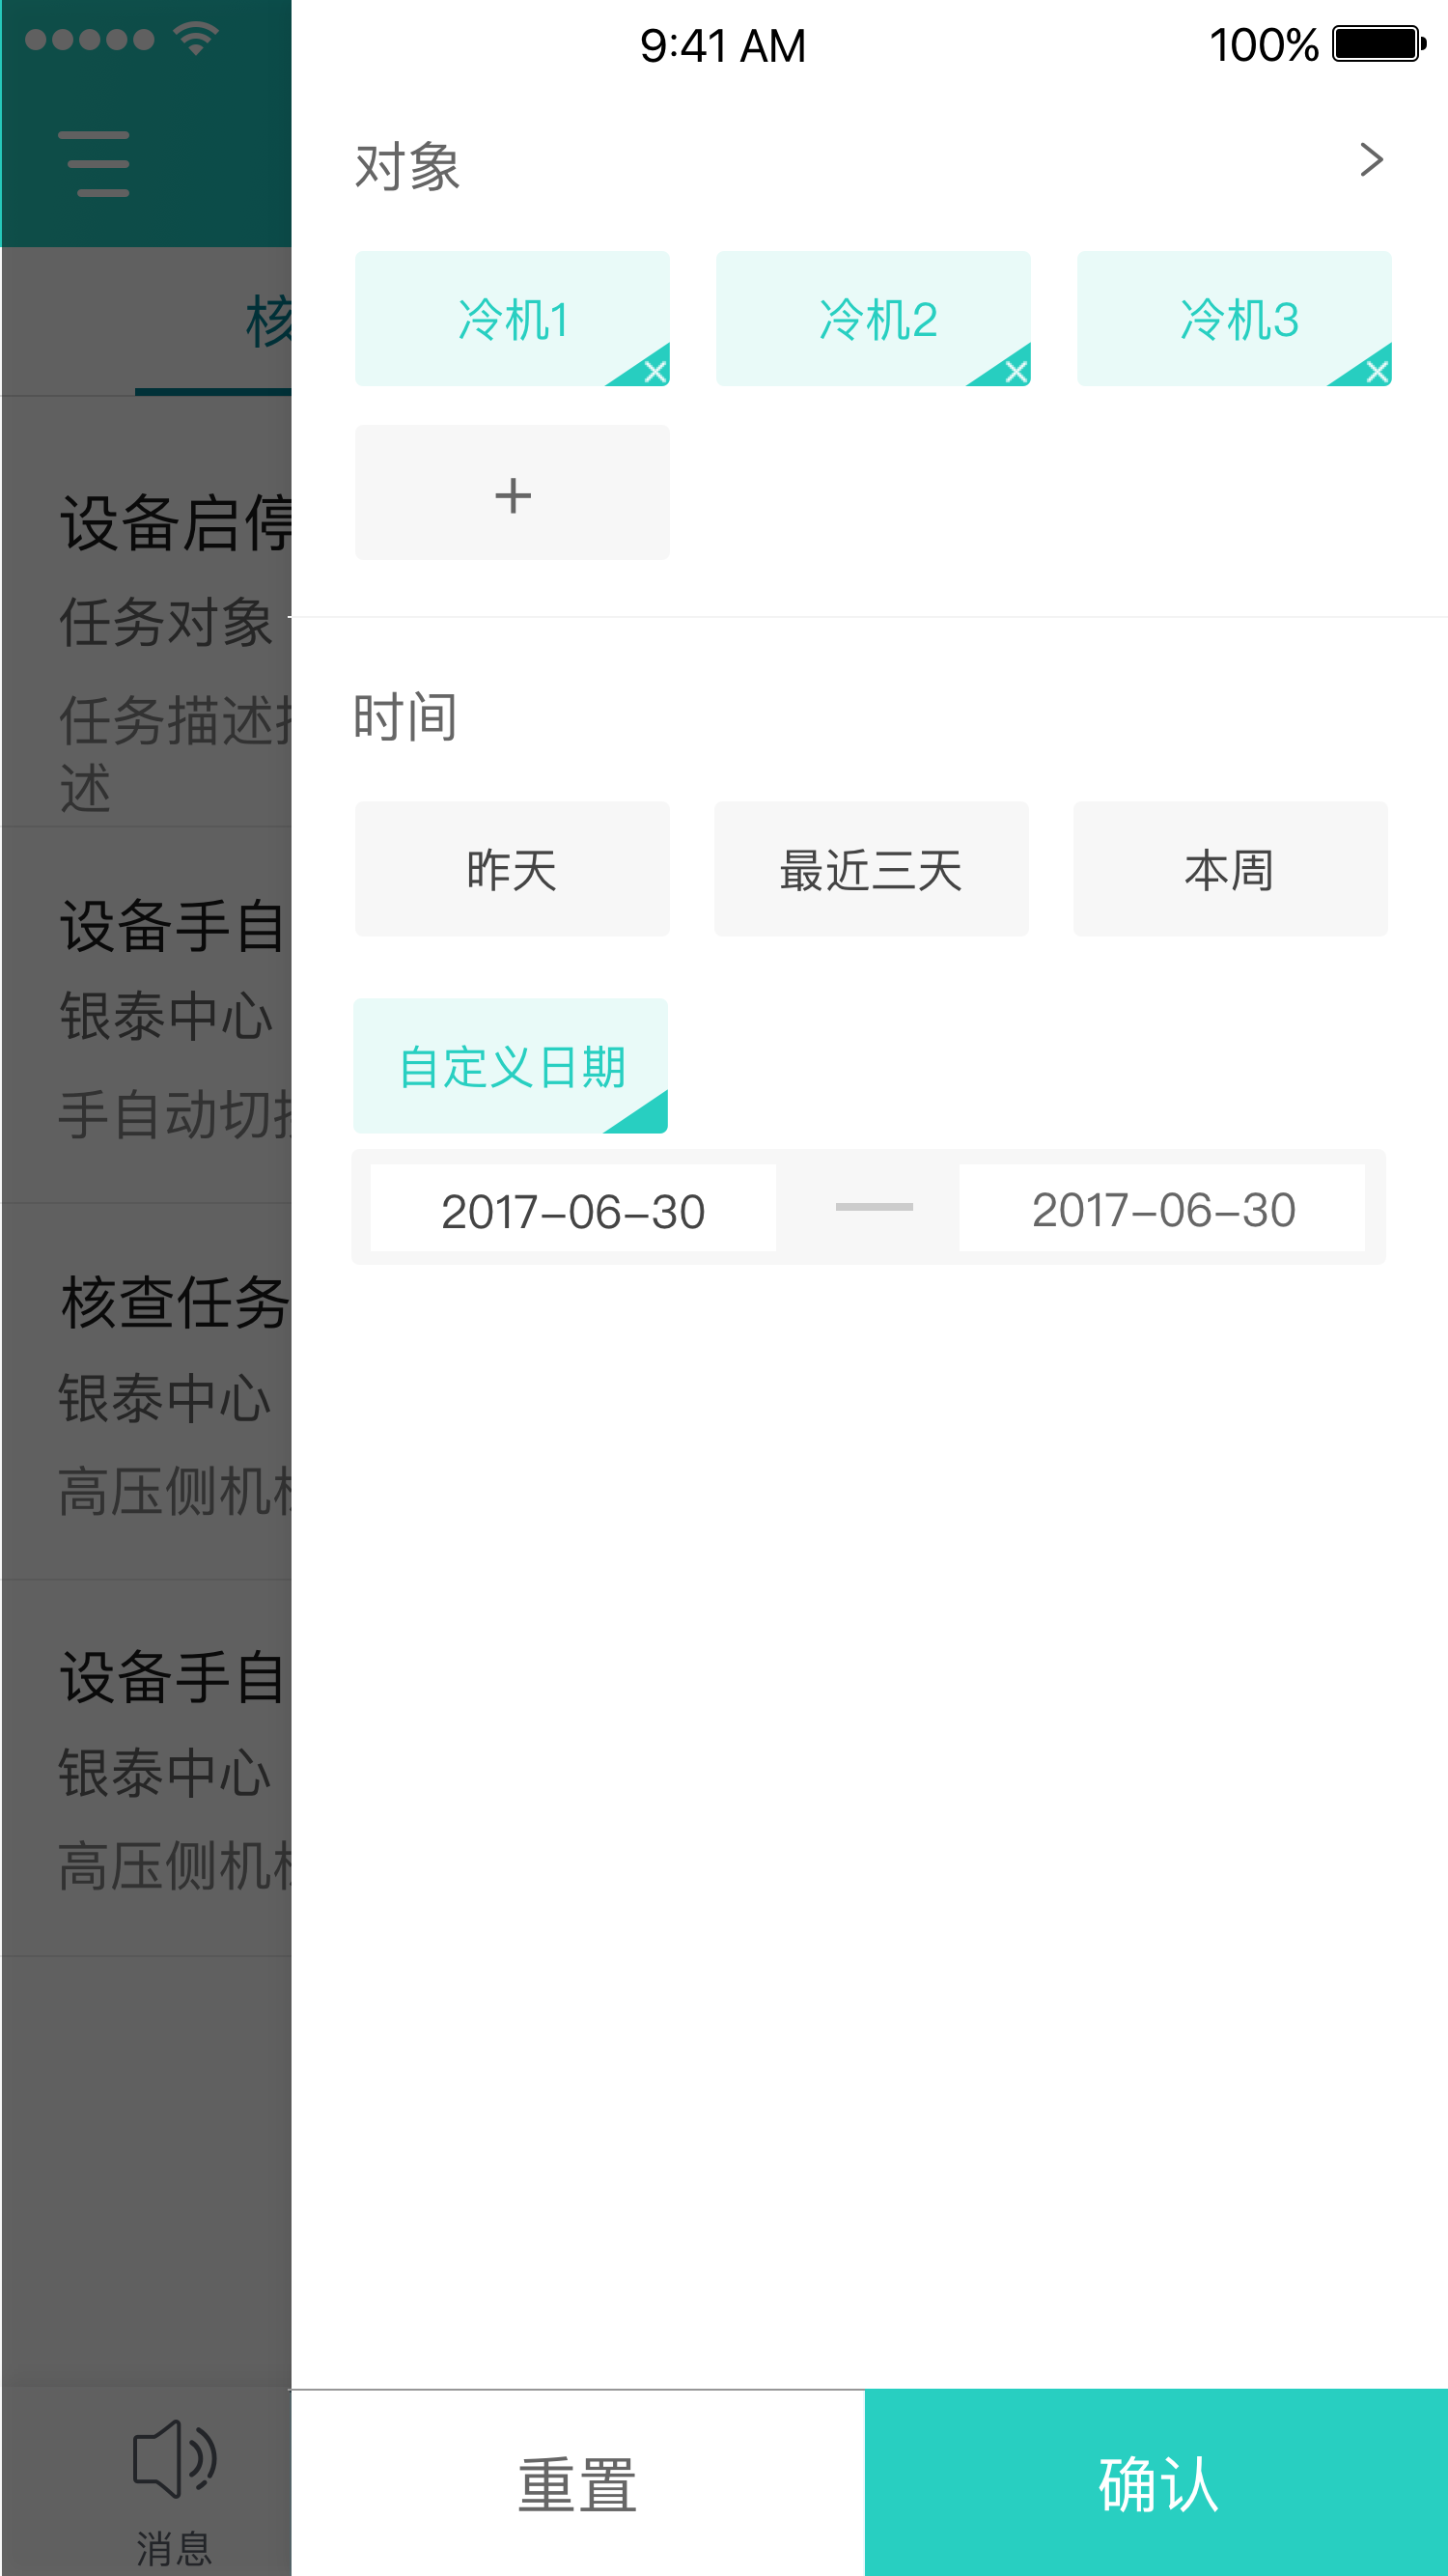 9:41 AM
100%
对象
冷机1
冷机2
冷机3
+
时间
昨天
最近三天
本周
自定义日期
2017-06-30
2017-06-30
重置
确认
核
设备启停
任务对象
任务描述
述
设备手自
银泰中心
手自动切
核查任务
银泰中心
高压侧机
设备手自
银泰中心
高压侧机
消息